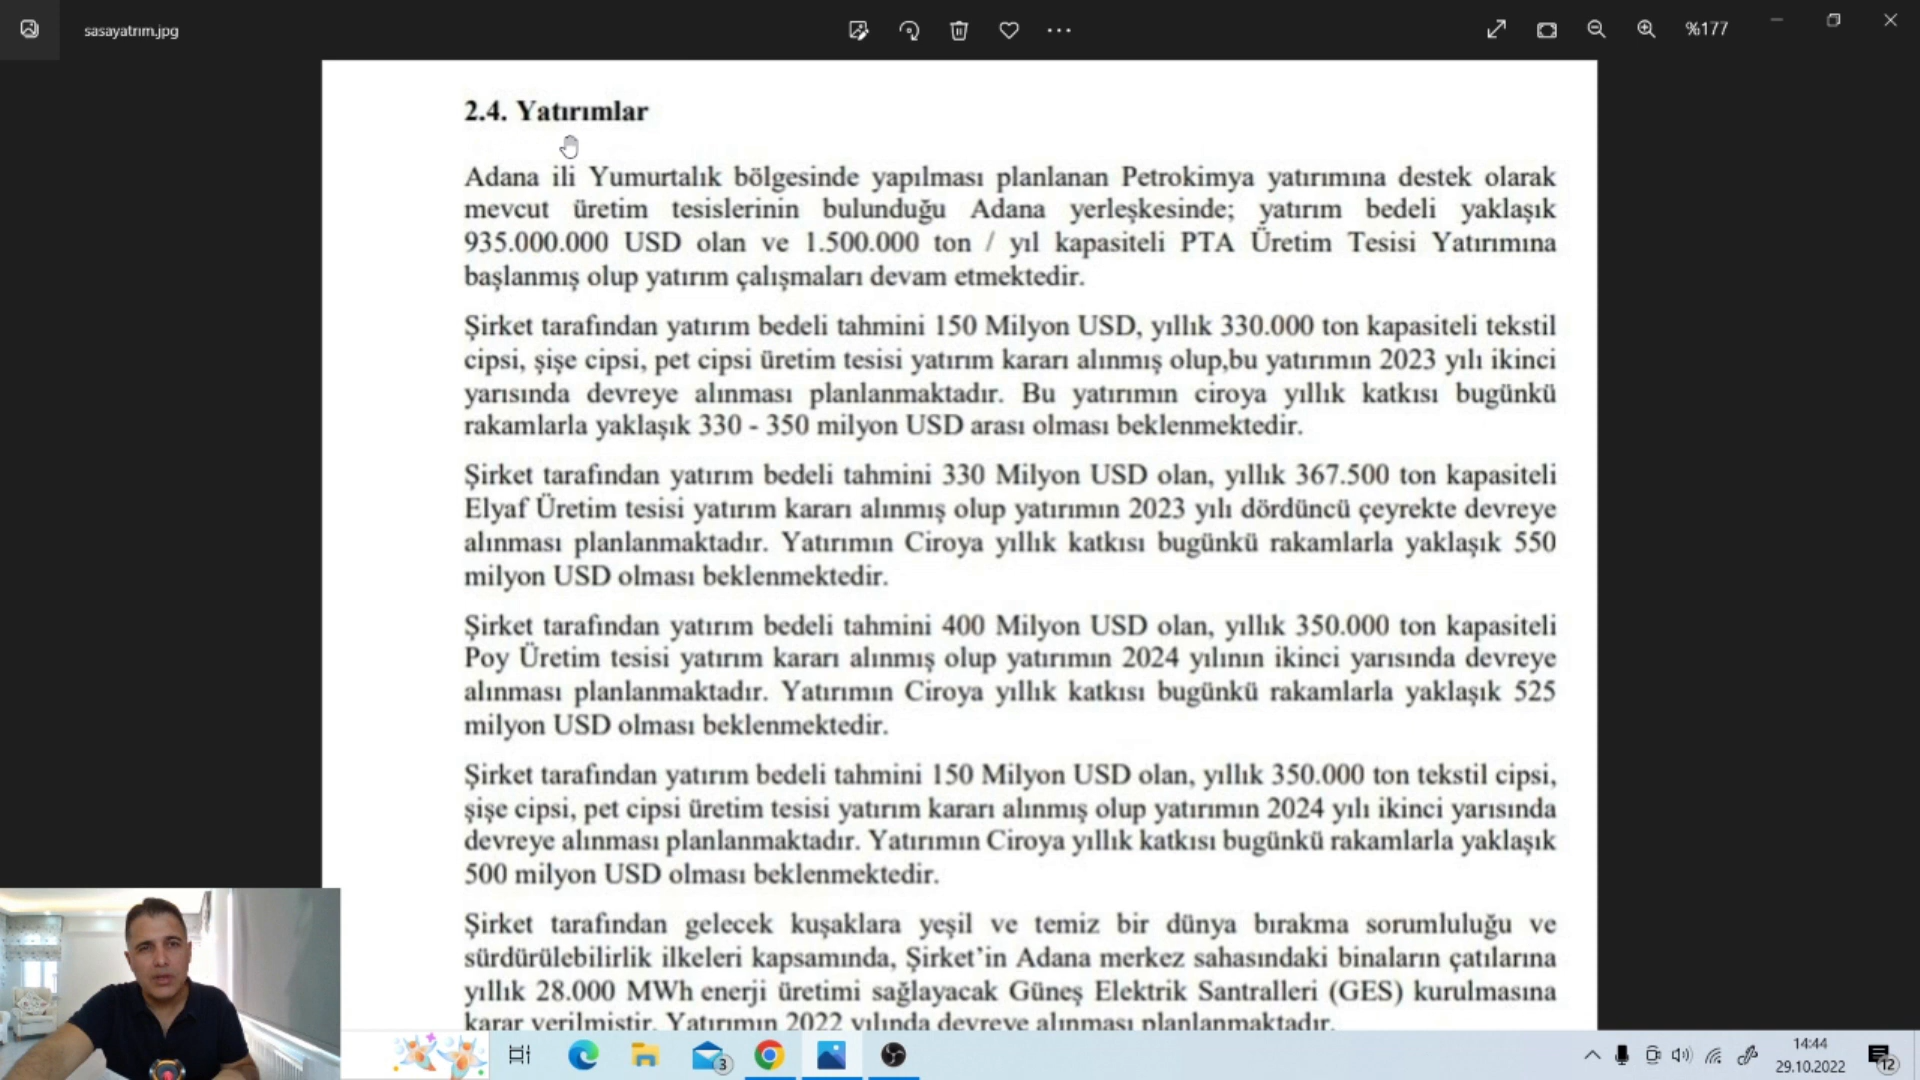 sasayatrım.jpg
%177
2.4. Yatırımlar
Adana ili Yumurtalık bölgesinde yapılması planlanan Petrokimya yatırımına destek olarak
mevcut üretim tesislerinin bulunduğu Adana yerleşkesinde; yatırım bedeli yaklaşık
935.000.000 USD olan ve 1.500.000 ton / yıl kapasiteli PTA Üretim Tesisi Yatırımına
başlanmış olup yatırım çalışmaları devam etmektedir.
Şirket tarafından yatırım bedeli tahmini 150 Milyon USD, yıllık 330.000 ton kapasiteli tekstil
cipsi, şişe cipsi, pet cipsi üretim tesisi yatırım kararı alınmış olup,bu yatırımın 2023 yılı ikinci
yarısında devreye alınması planlanmaktadır. Bu yatırımın ciroya yıllık katkısı bugünkü
rakamlarla yaklaşık 330 - 350 milyon USD arası olması beklenmektedir.
Şirket tarafından yatırım bedeli tahmini 330 Milyon USD olan, yıllık 367.500 ton kapasiteli
Elyaf Üretim tesisi yatırım kararı alınmış olup yatırımın 2023 yılı dördüncü çeyrekte devreye
alınması planlanmaktadır. Yatırımın Ciroya yıllık katkısı bugünkü rakamlarla yaklaşık 550
milyon USD olması beklenmektedir.
Şirket tarafından yatırım bedeli tahmini 400 Milyon USD olan, yıllık 350.000 ton kapasiteli
Poy Üretim tesisi yatırım kararı alınmış olup yatırımın 2024 yılının ikinci yarısında devreye
alınması planlanmaktadır. Yatırımın Ciroya yıllık katkısı bugünkü rakamlarla yaklaşık 525
milyon USD olması beklenmektedir.
Şirket tarafından yatırım bedeli tahmini 150 Milyon USD olan, yıllık 350.000 ton tekstil cipsi,
şişe cipsi, pet cipsi üretim tesisi yatırım kararı alınmış olup yatırımın 2024 yılı ikinci yarısında
devreye alınması planlanmaktadır. Yatırımın Ciroya yıllık katkısı bugünkü rakamlarla yaklaşık
500 milyon USD olması beklenmektedir.
Şirket tarafından gelecek kuşaklara yeşil ve temiz bir dünya bırakma sorumluluğu ve
sürdürülebilirlik ilkeleri kapsamında, Şirket'in Adana merkez sahasındaki binaların çatılarına
yıllık 28.000 MWh enerji üretimi sağlayacak Güneş Elektrik Santralleri (GES) kurulmasına
karar verilmiştir. Yatırımın 2022 yılında devreye alınması planlanmaktadır.
3
14:44
29.10.2022
12